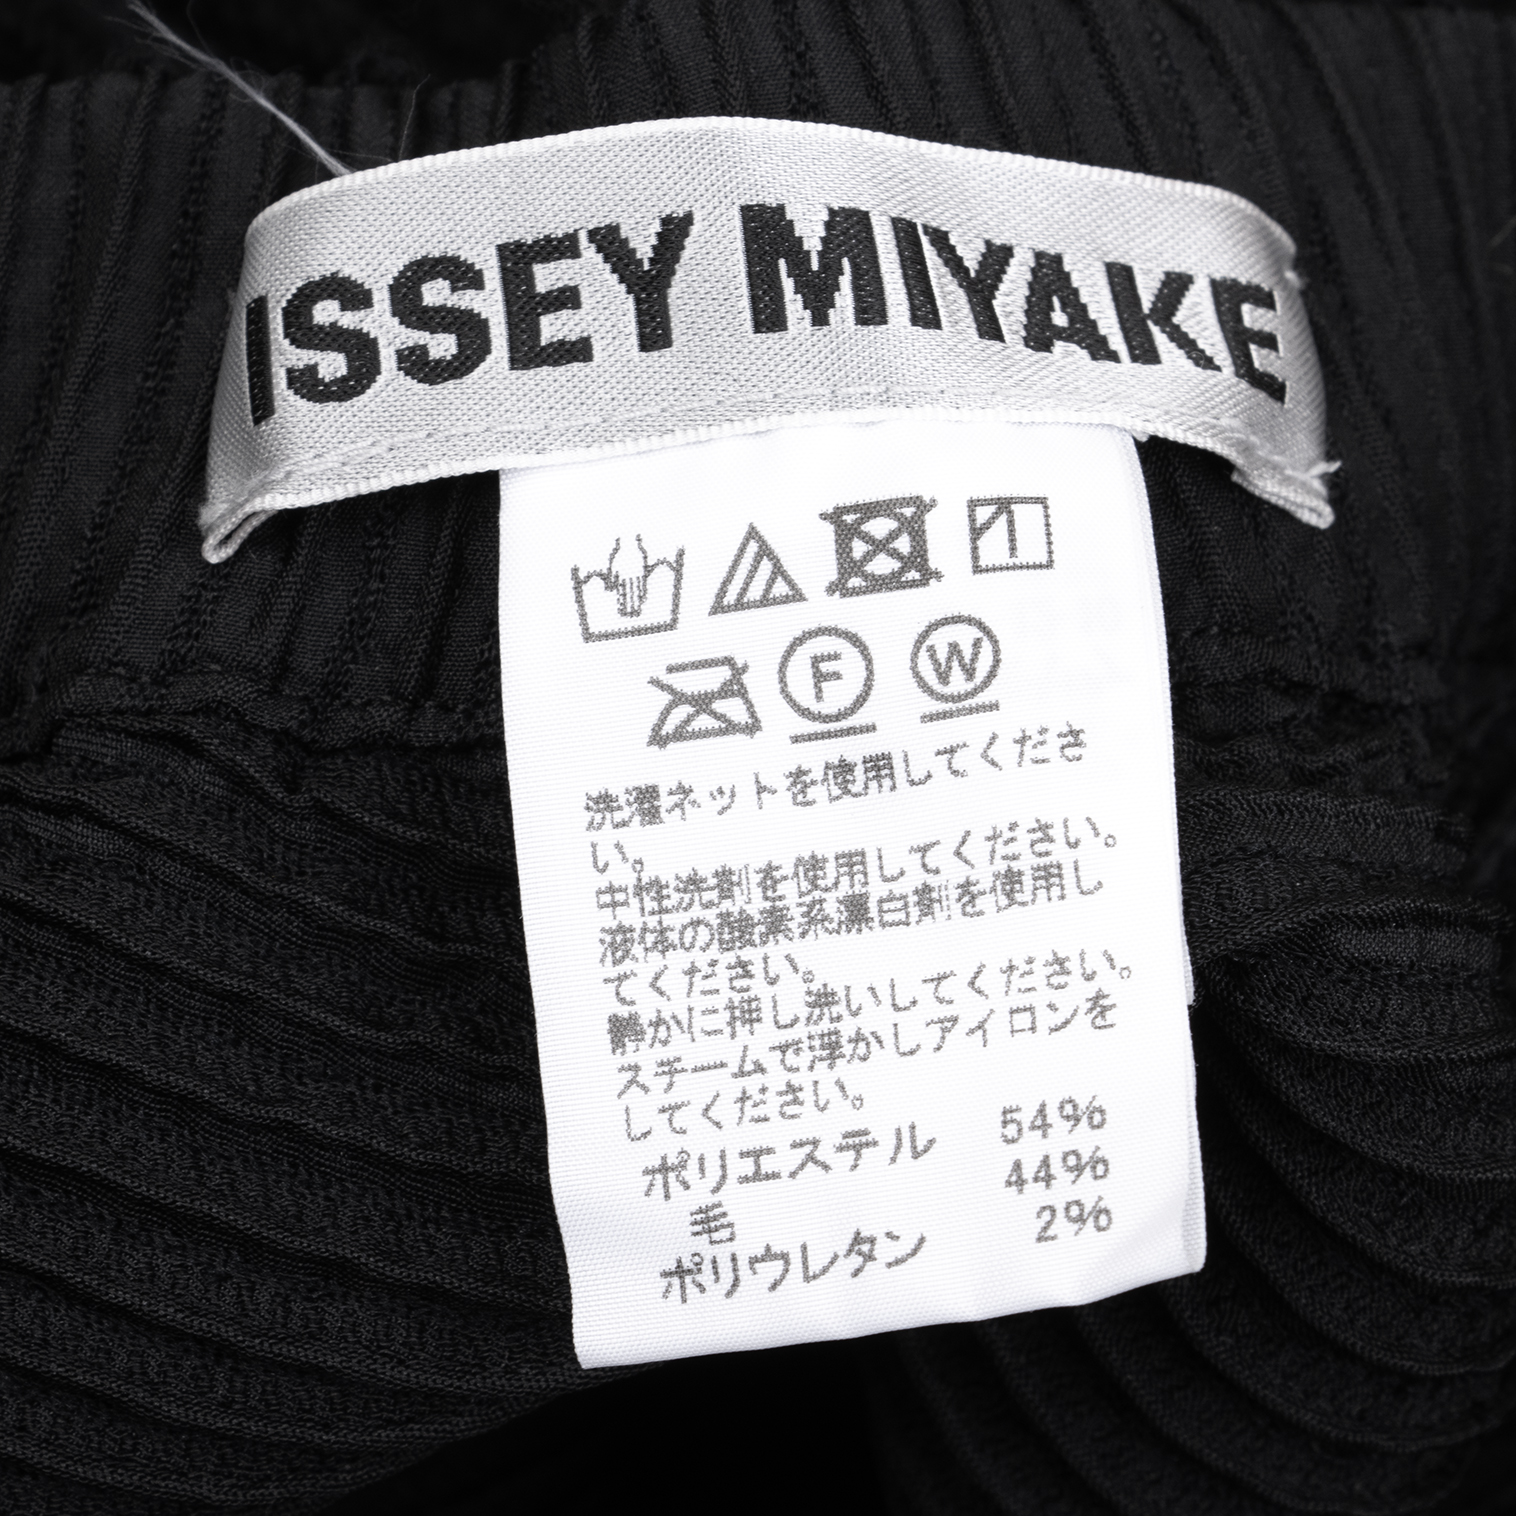 ISSEY MIYAKE
F W
洗濯ネットを使用してくださ
い。
中性洗剤を使用してください。
液体の酸素系漂白剤を使用し
てください。
静かに押し洗いしてください。
スチームで浮かしアイロンを
してください。
ポリエステル 54%
毛 44%
ポリウレタン 2%